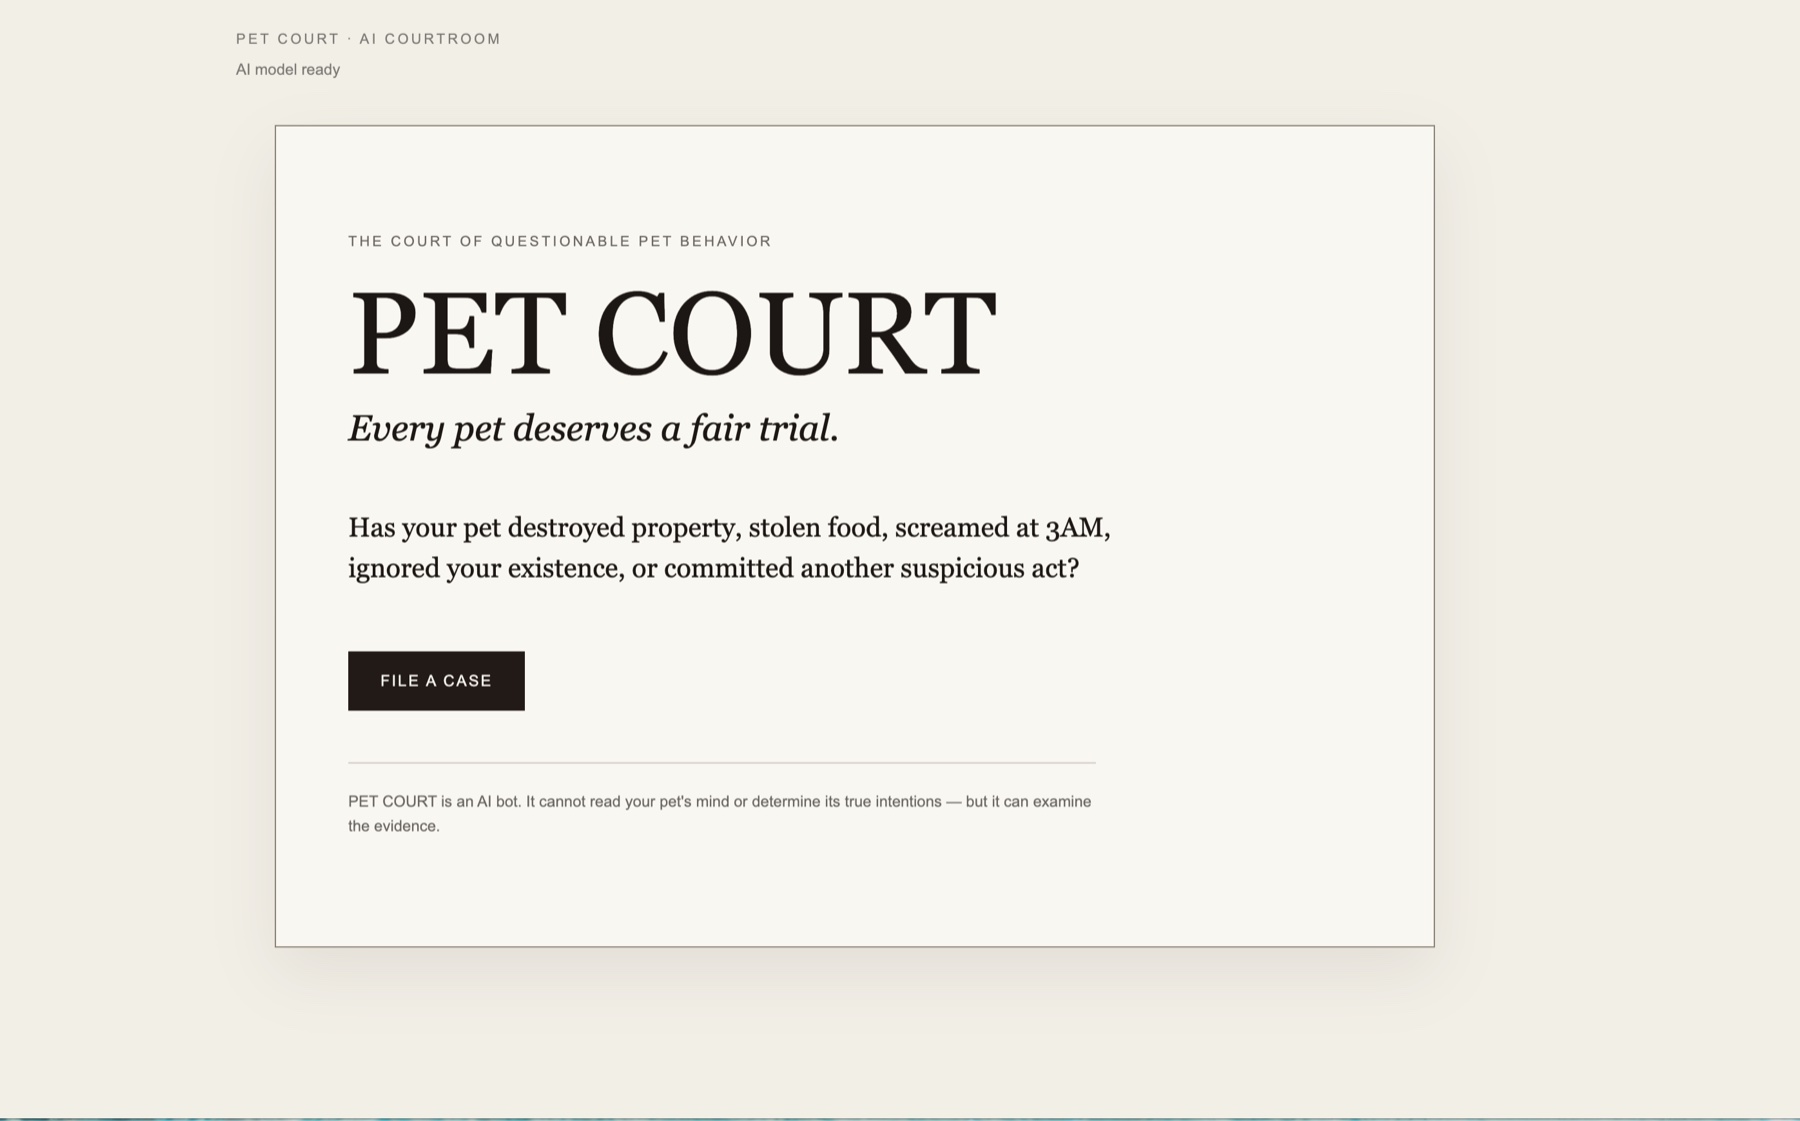 PET COURT · AI COURTROOM
AI model ready
THE COURT OF QUESTIONABLE PET BEHAVIOR
PET COURT
Every pet deserves a fair trial.
Has your pet destroyed property, stolen food, screamed at 3AM,
ignored your existence, or committed another suspicious act?
FILE A CASE
PET COURT is an AI bot. It cannot read your pet's mind or determine its true intentions — but it can examine
the evidence.